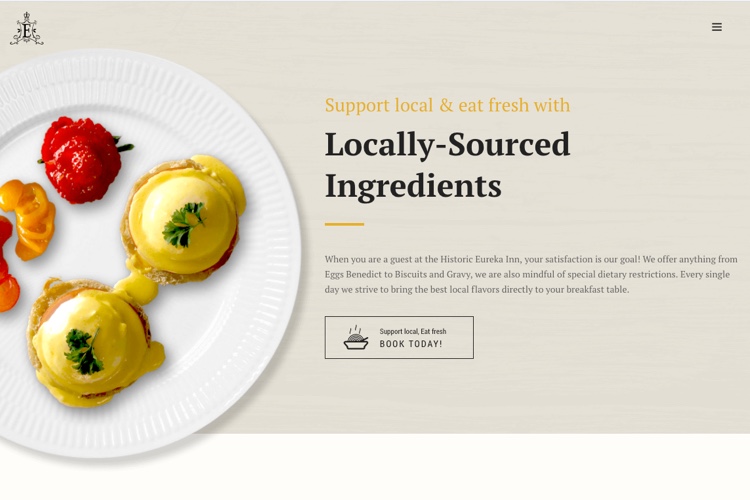 E
Support local & eat fresh with
Locally-Sourced
Ingredients
When you are a guest at the Historic Eureka Inn, your satisfaction is our goal! We offer anything from
Eggs Benedict to Biscuits and Gravy, we are also mindful of special dietary restrictions. Every single
day we strive to bring the best local flavors directly to your breakfast table.
Support local, Eat fresh
BOOK TODAY!